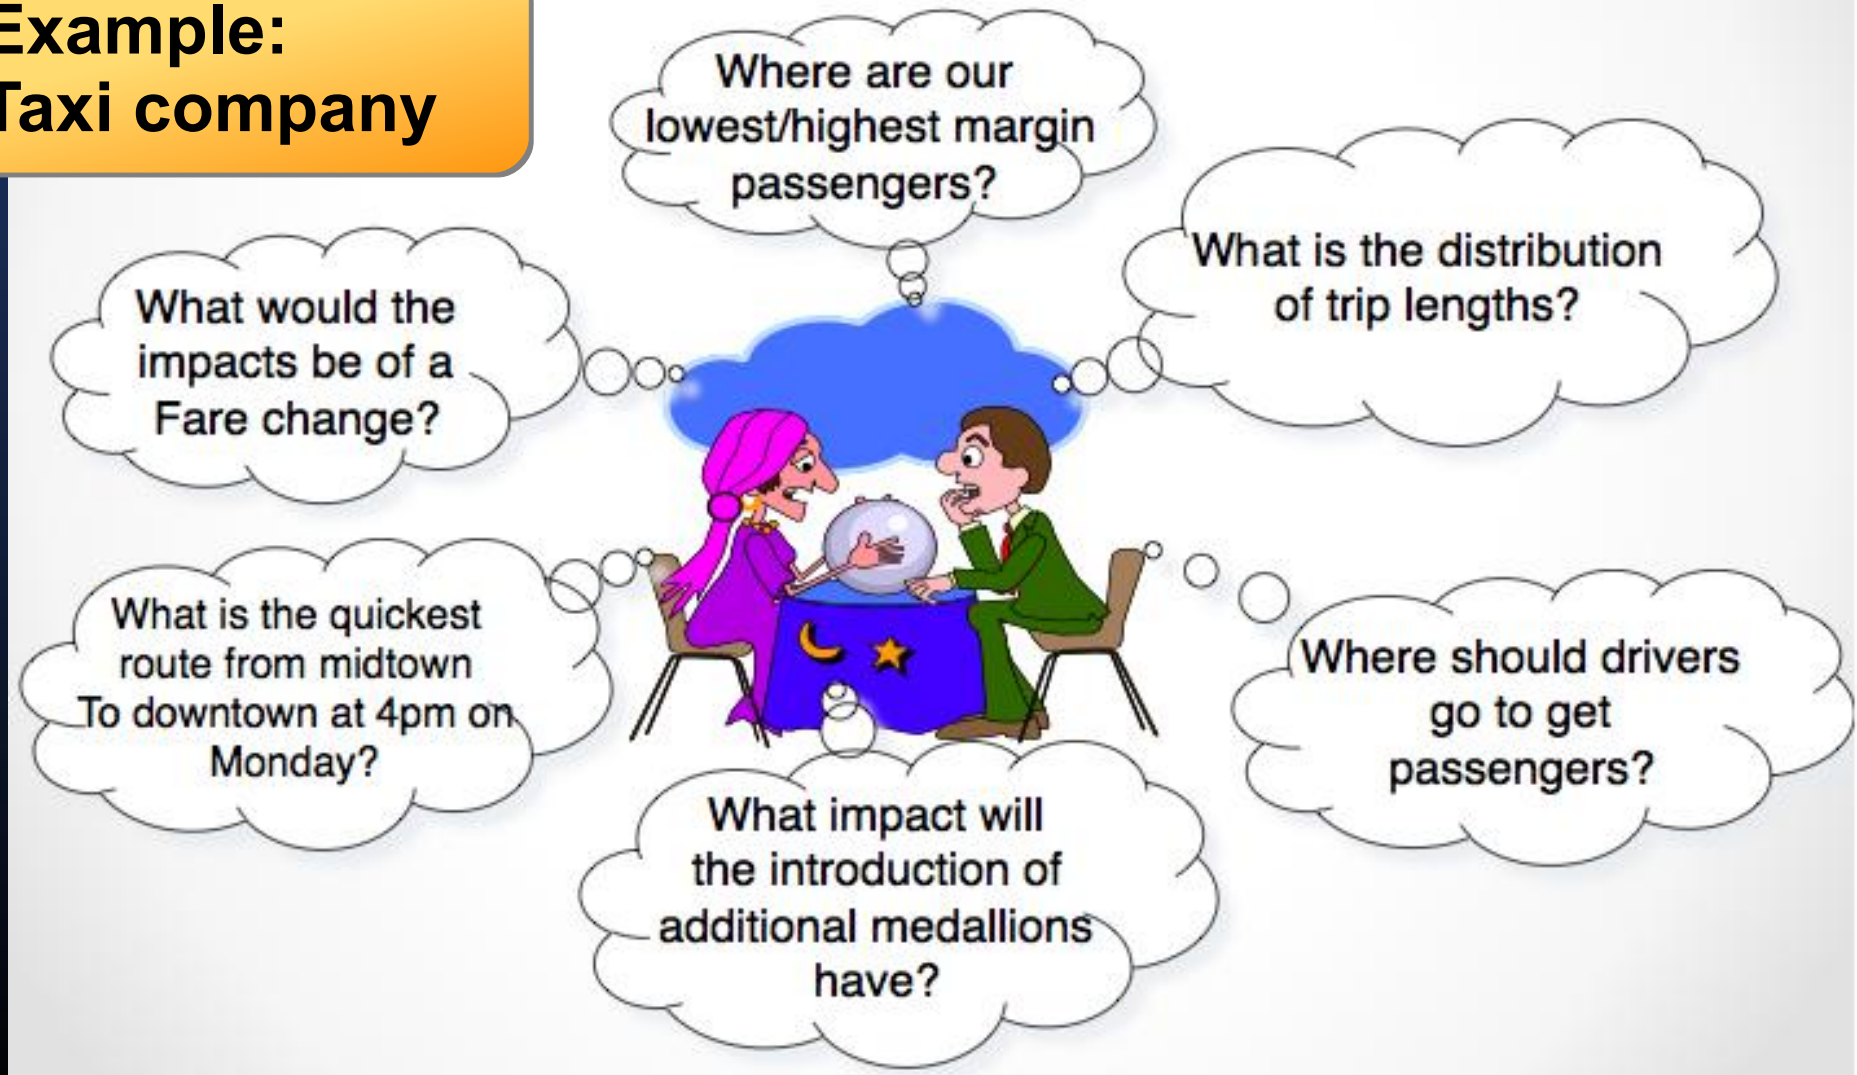 Example:
Taxi company
Where are our
lowest/highest margin
passengers?
What is the distribution
of trip lengths?
What would the
impacts be of a
Fare change?
What is the quickest
route from midtown
To downtown at 4pm on
Monday?
Where should drivers
go to get
passengers?
What impact will
the introduction of
additional medallions
have?